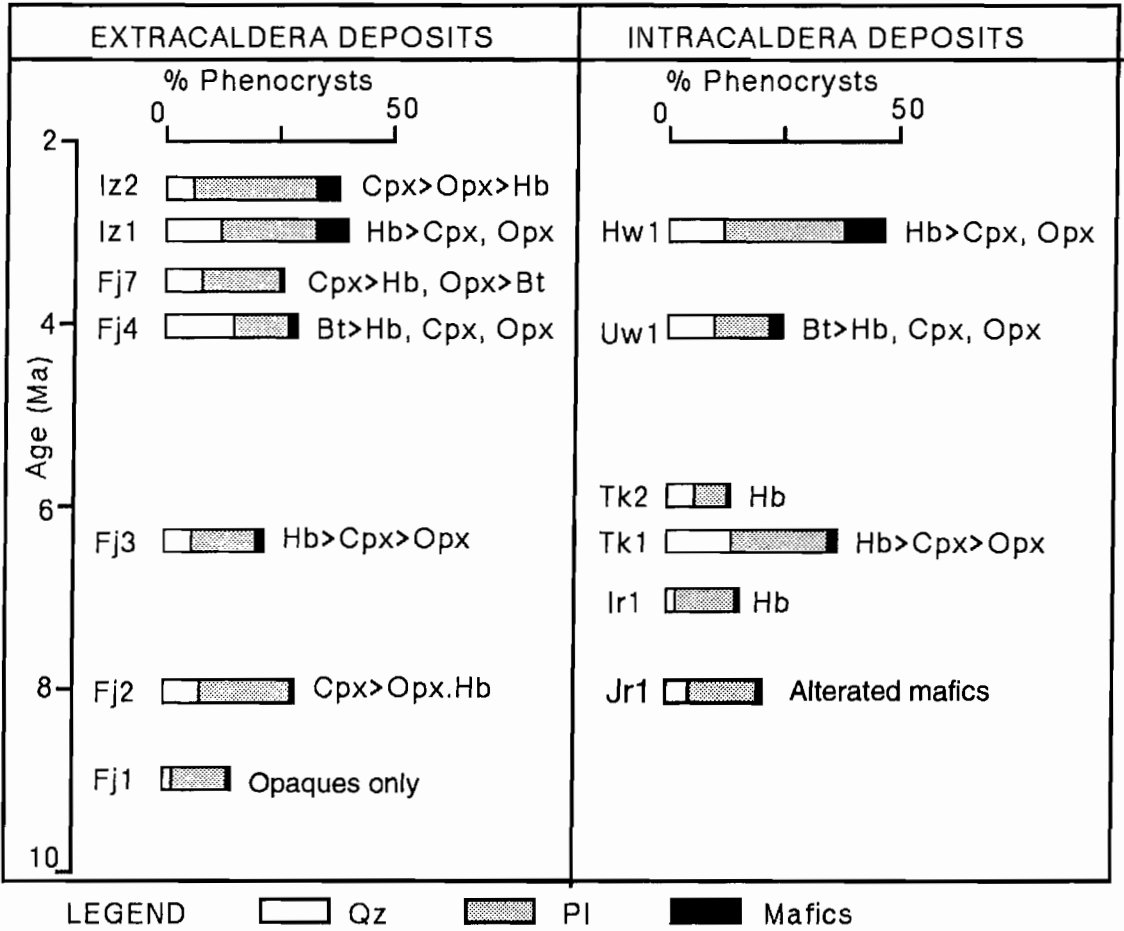 EXTRACALDERA DEPOSITS
INTRACALDERA DEPOSITS
% Phenocrysts
0 50
% Phenocrysts
0 50
Age (Ma)
2
4
6
8
10
Iz2 Cpx>Opx>Hb
Iz1 Hb>Cpx, Opx
Fj7 Cpx>Hb, Opx>Bt
Fj4 Bt>Hb, Cpx, Opx
Fj3 Hb>Cpx>Opx
Fj2 Cpx>Opx.Hb
Fj1 Opaques only
Hw1 Hb>Cpx, Opx
Uw1 Bt>Hb, Cpx, Opx
Tk2 Hb
Tk1 Hb>Cpx>Opx
Ir1 Hb
Jr1 Alterated mafics
LEGEND Qz Pl Mafics